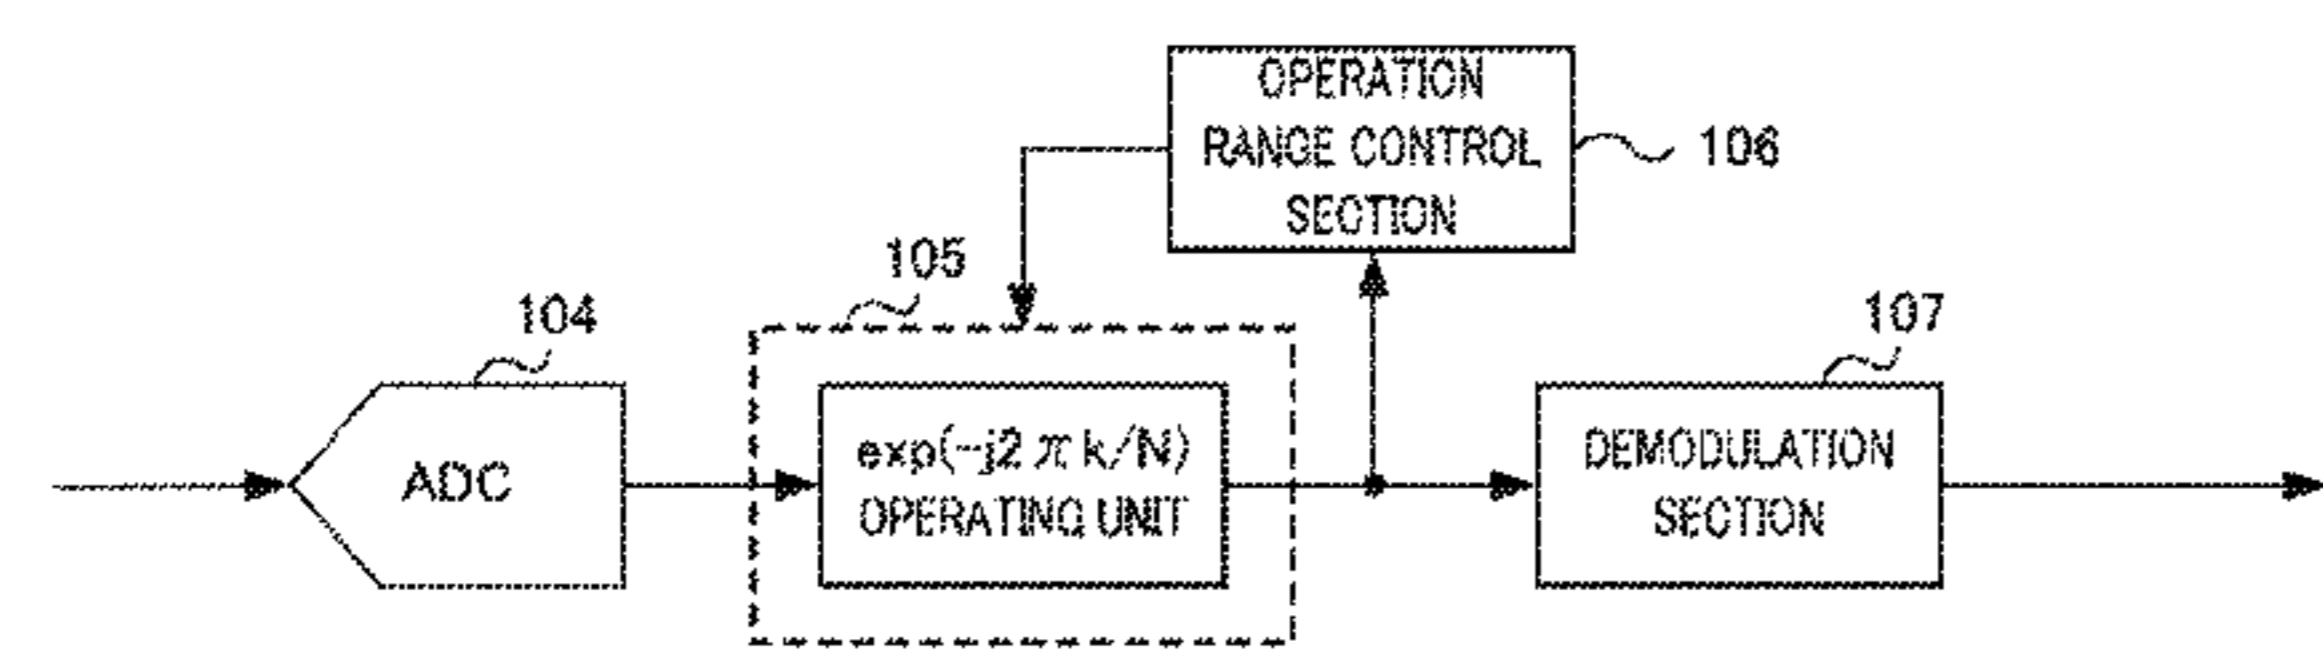 OPERATION
RANGE CONTROL
SECTION
106
105
104
107
ADC
exp(-j2πk/N)
OPERATING UNIT
DEMODULATION
SECTION